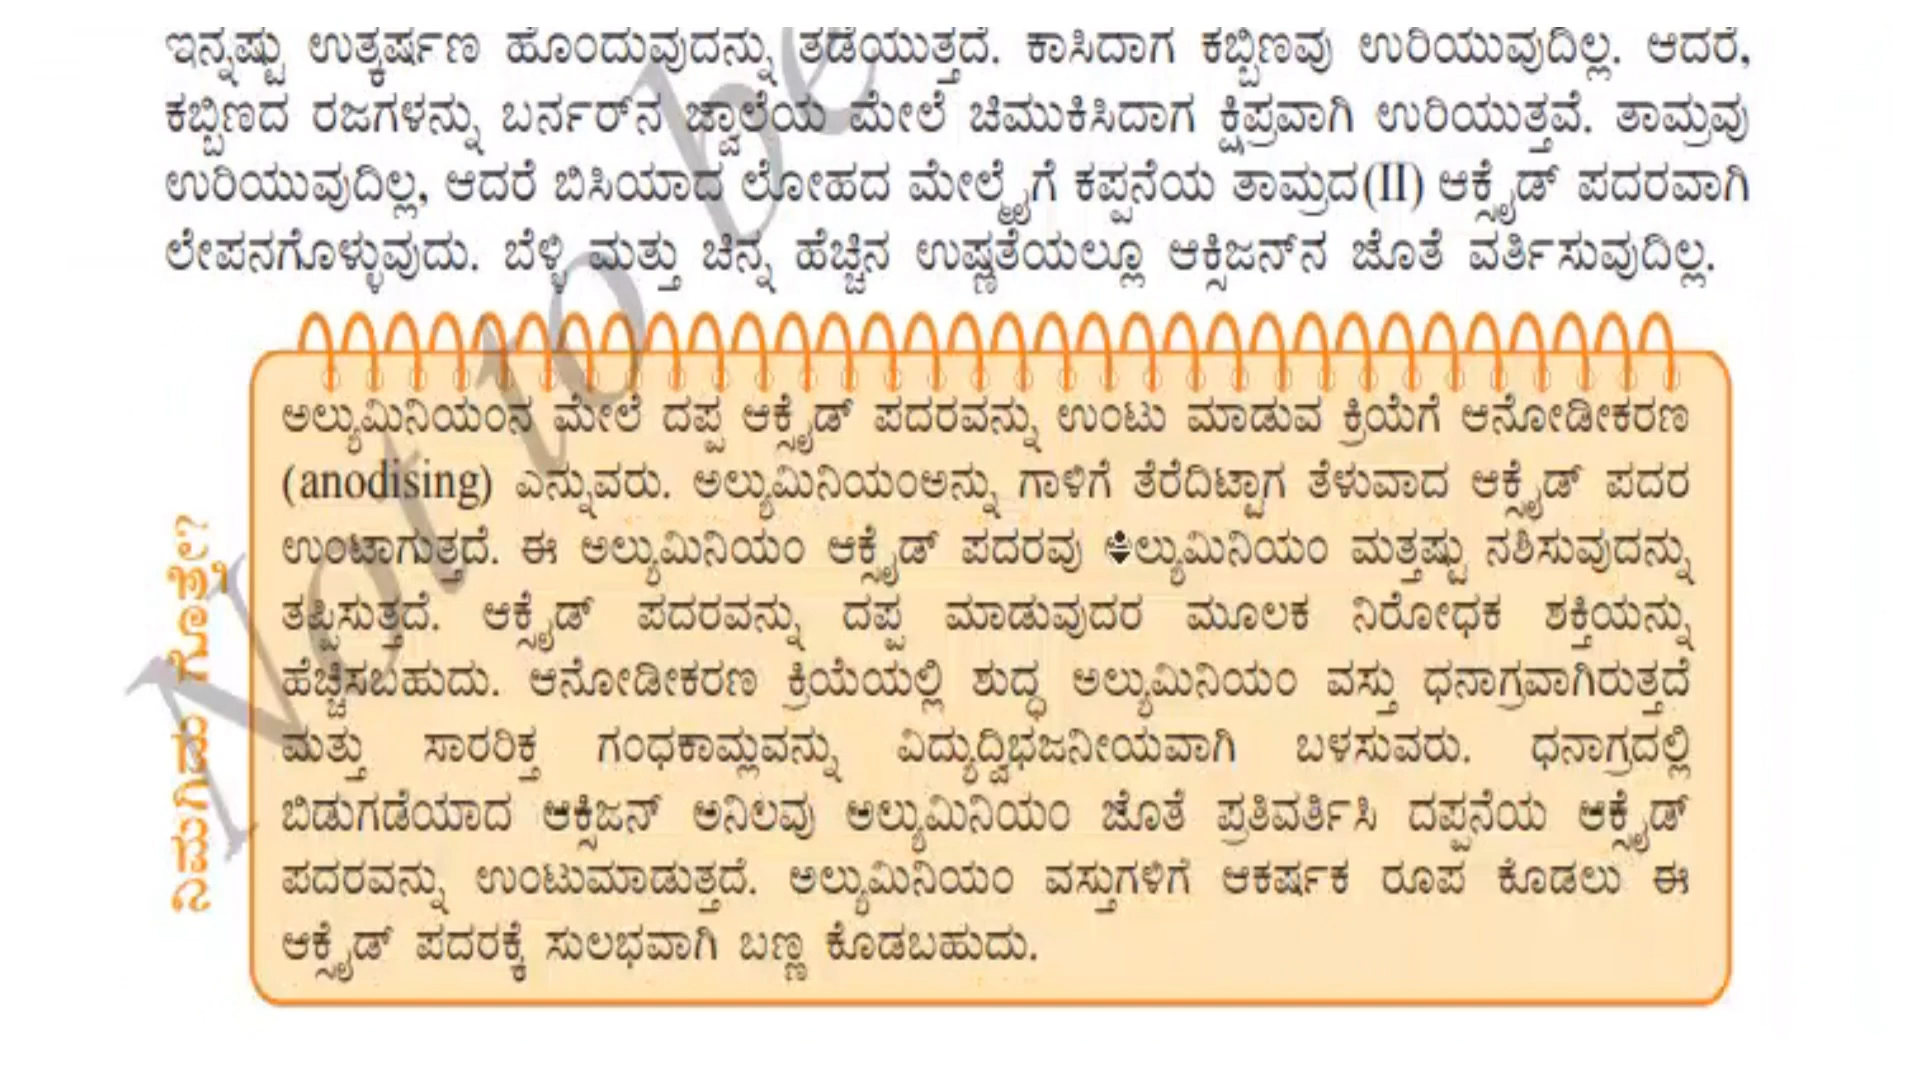 ಇನ್ನಷ್ಟು ಉತ್ಕರ್ಷಣ ಹೊಂದುವುದನ್ನು ತಡೆಯುತ್ತದೆ. ಕಾಸಿದಾಗ ಕಬ್ಬಿಣವು ಉರಿಯುವುದಿಲ್ಲ. ಆದರೆ,
ಕಬ್ಬಿಣದ ರಜಗಳನ್ನು ಬರ್ನರ್‌ನ ಜ್ವಾಲೆಯ ಮೇಲೆ ಚಿಮುಕಿಸಿದಾಗ ಕ್ಷಿಪ್ರವಾಗಿ ಉರಿಯುತ್ತವೆ. ತಾಮ್ರವು
ಉರಿಯುವುದಿಲ್ಲ, ಆದರೆ ಬಿಸಿಯಾದ ಲೋಹದ ಮೇಲ್ಮೈಗೆ ಕಪ್ಪನೆಯ ತಾಮ್ರದ(II) ಆಕ್ಸೈಡ್ ಪದರವಾಗಿ
ಲೇಪನಗೊಳ್ಳುವುದು. ಬೆಳ್ಳಿ ಮತ್ತು ಚಿನ್ನ ಹೆಚ್ಚಿನ ಉಷ್ಣತೆಯಲ್ಲೂ ಆಕ್ಸಿಜನ್‌ನ ಜೊತೆ ವರ್ತಿಸುವುದಿಲ್ಲ.
ನಿಮಗಿದು ಗೊತ್ತೇ?
ಅಲ್ಯುಮಿನಿಯಂನ ಮೇಲೆ ದಪ್ಪ ಆಕ್ಸೈಡ್ ಪದರವನ್ನು ಉಂಟು ಮಾಡುವ ಕ್ರಿಯೆಗೆ ಆನೋಡೀಕರಣ
(anodising) ಎನ್ನುವರು. ಅಲ್ಯುಮಿನಿಯಂಅನ್ನು ಗಾಳಿಗೆ ತೆರೆದಿಟ್ಟಾಗ ತೆಳುವಾದ ಆಕ್ಸೈಡ್ ಪದರ
ಉಂಟಾಗುತ್ತದೆ. ಈ ಅಲ್ಯುಮಿನಿಯಂ ಆಕ್ಸೈಡ್ ಪದರವು ಅಲ್ಯುಮಿನಿಯಂ ಮತ್ತಷ್ಟು ನಶಿಸುವುದನ್ನು
ತಪ್ಪಿಸುತ್ತದೆ. ಆಕ್ಸೈಡ್ ಪದರವನ್ನು ದಪ್ಪ ಮಾಡುವುದರ ಮೂಲಕ ನಿರೋಧಕ ಶಕ್ತಿಯನ್ನು
ಹೆಚ್ಚಿಸಬಹುದು. ಆನೋಡೀಕರಣ ಕ್ರಿಯೆಯಲ್ಲಿ ಶುದ್ಧ ಅಲ್ಯುಮಿನಿಯಂ ವಸ್ತು ಧನಾಗ್ರವಾಗಿರುತ್ತದೆ
ಮತ್ತು ಸಾರರಿಕ್ತ ಗಂಧಕಾಮ್ಲವನ್ನು ವಿದ್ಯುದ್ವಿಭಜನೀಯವಾಗಿ ಬಳಸುವರು. ಧನಾಗ್ರದಲ್ಲಿ
ಬಿಡುಗಡೆಯಾದ ಆಕ್ಸಿಜನ್ ಅನಿಲವು ಅಲ್ಯುಮಿನಿಯಂ ಜೊತೆ ಪ್ರತಿವರ್ತಿಸಿ ದಪ್ಪನೆಯ ಆಕ್ಸೈಡ್
ಪದರವನ್ನು ಉಂಟುಮಾಡುತ್ತದೆ. ಅಲ್ಯುಮಿನಿಯಂ ವಸ್ತುಗಳಿಗೆ ಆಕರ್ಷಕ ರೂಪ ಕೊಡಲು ಈ
ಆಕ್ಸೈಡ್ ಪದರಕ್ಕೆ ಸುಲಭವಾಗಿ ಬಣ್ಣ ಕೊಡಬಹುದು.
Not to be